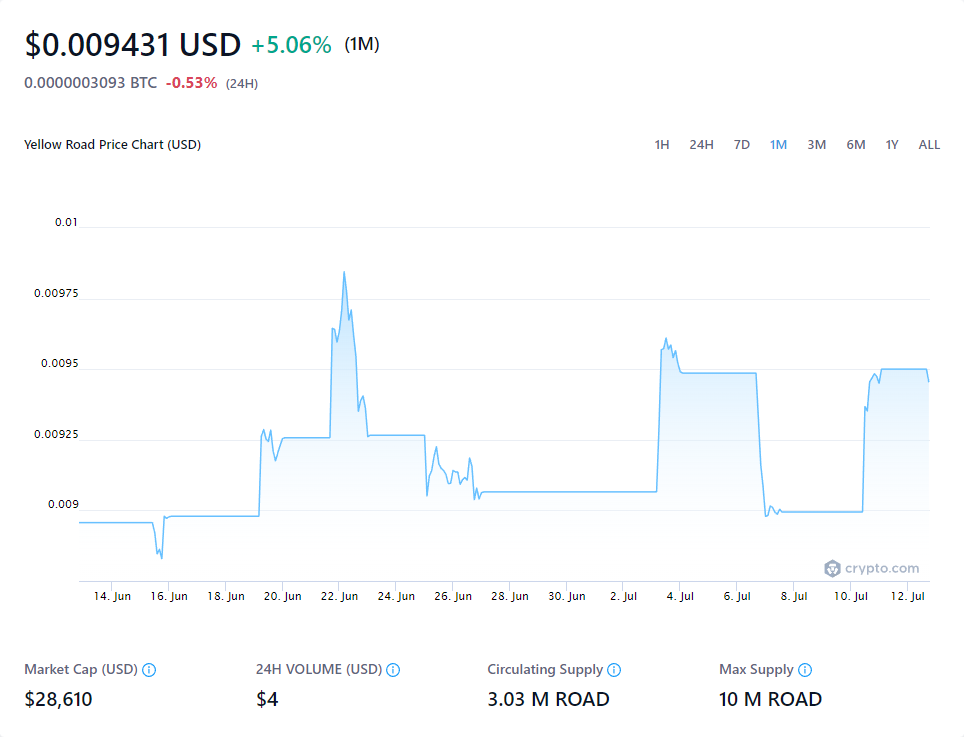 $0.009431 USD +5.06% (1M)
0.0000003093 BTC -0.53% (24H)
Yellow Road Price Chart (USD)
1H 24H 7D 1M 3M 6M 1Y ALL
0.01
0.00975
0.0095
0.00925
0.009
crypto.com
14. Jun 16. Jun 18. Jun 20. Jun 22. Jun 24. Jun 26. Jun 28. Jun 30. Jun 2. Jul 4. Jul 6. Jul 8. Jul 10. Jul 12. Jul
Market Cap (USD) 24H VOLUME (USD) Circulating Supply Max Supply
$28,610 $4 3.03 M ROAD 10 M ROAD